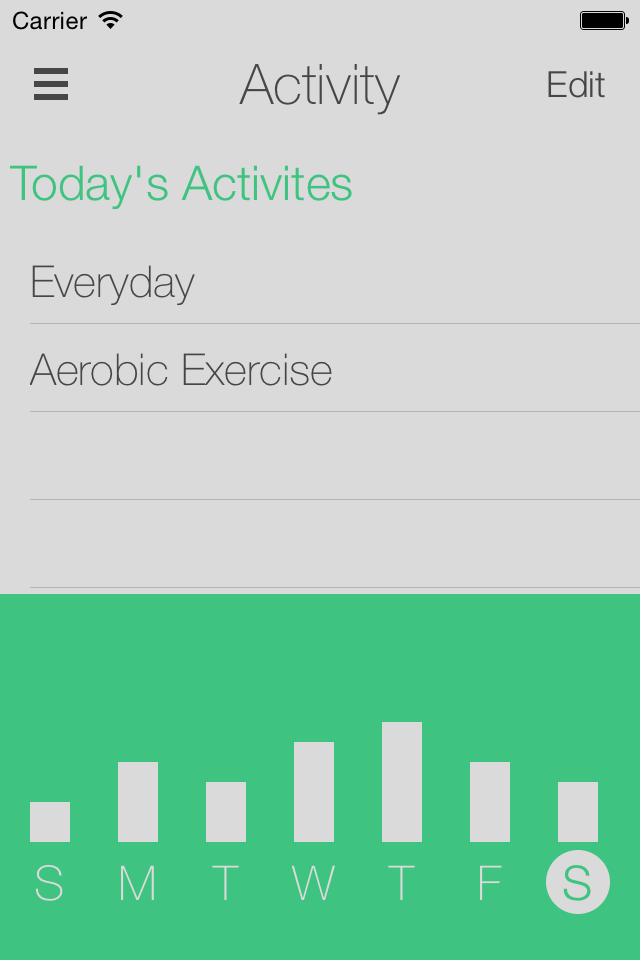 Carrier
Activity Edit
Today's Activites
Everyday
Aerobic Exercise
S M T W T F S